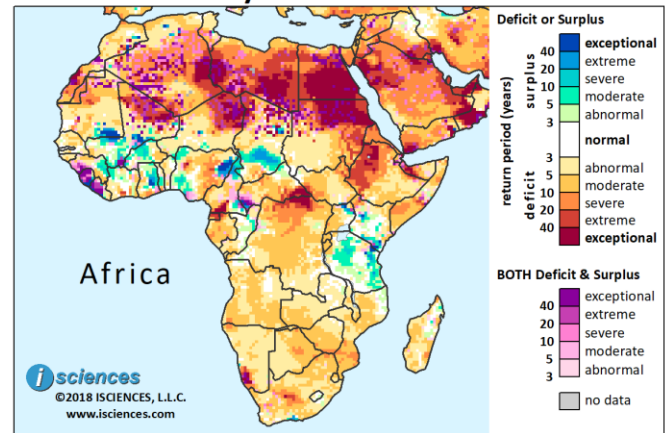 Deficit or Surplus
exceptional
40
extreme
20
severe
10
moderate
5
abnormal
3
normal
3
abnormal
5
moderate
10
severe
20
extreme
40
exceptional
return period (years)
surplus
deficit
BOTH Deficit & Surplus
exceptional
40
extreme
20
severe
10
moderate
5
abnormal
3
no data
Africa
i sciences
©2018 ISCIENCES, L.L.C.
www.isciences.com